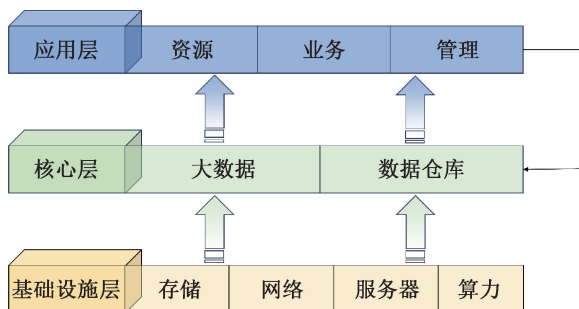 应用层 资源 业务 管理
核心层 大数据 数据仓库
基础设施层 存储 网络 服务器 算力